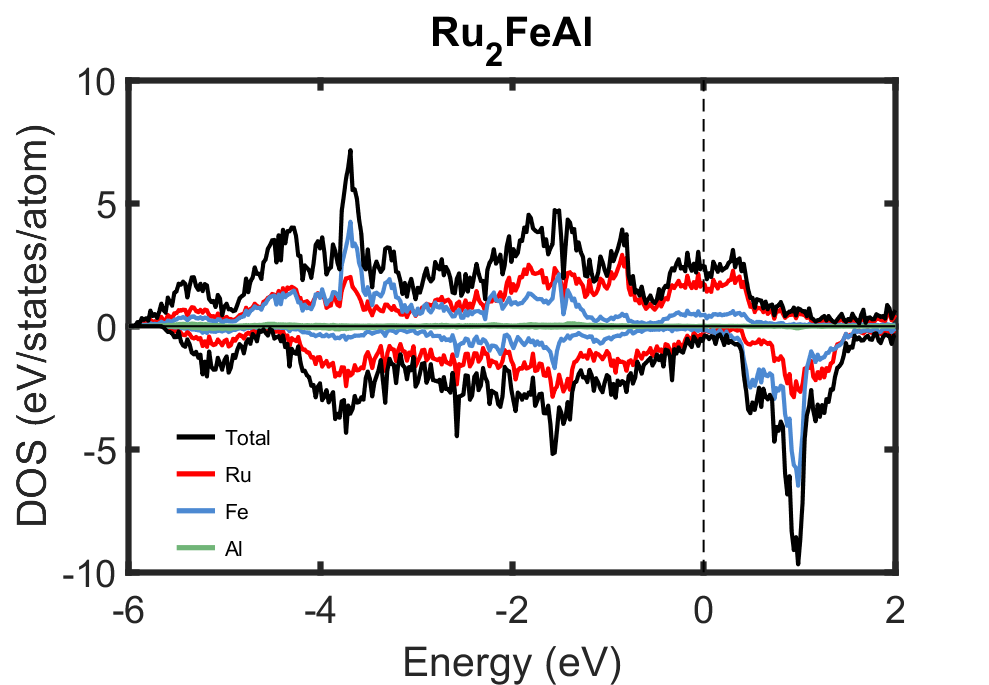 Ru₂FeAl
10
5
0
-5
-10
DOS (eV/states/atom)
Total
Ru
Fe
Al
-6 -4 -2 0 2
Energy (eV)